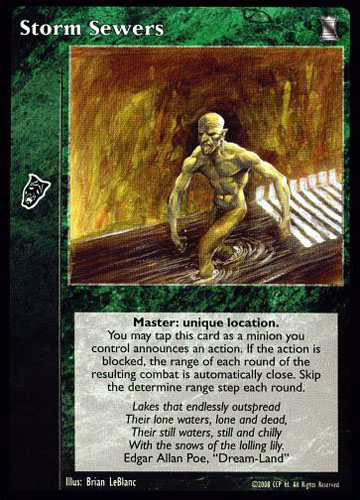 Storm Sewers
Master: unique location.
You may tap this card as a minion you
control announces an action. If the action is
blocked, the range of each round of the
resulting combat is automatically close. Skip
the determine range step each round.
Lakes that endlessly outspread
Their lone waters, lone and dead,
Their still waters, still and chilly
With the snows of the lolling lily.
Edgar Allan Poe, “Dream-Land”
Illus: Brian LeBlanc
©2008 CCP hf. All Rights Reserved